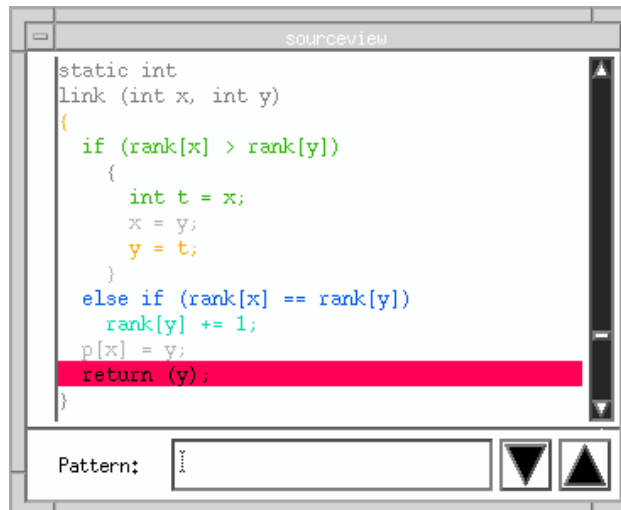 sourceview
static int
link (int x, int y)
{
  if (rank[x] > rank[y])
    {
      int t = x;
      x = y;
      y = t;
    }
  else if (rank[x] == rank[y])
    rank[y] += 1;
  p[x] = y;
  return (y);
}
Pattern: